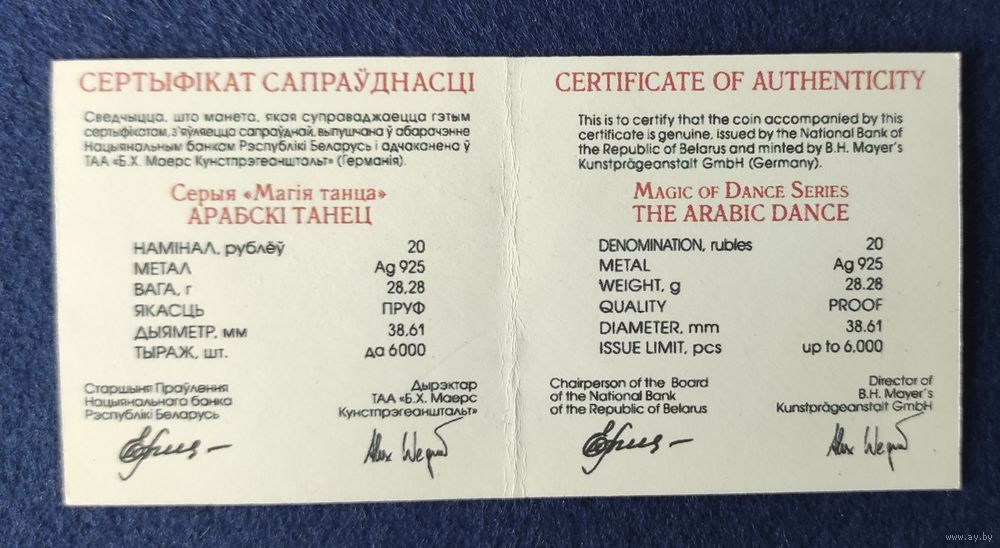 СЕРТЫФІКАТ САПРАЎДНАСЦІ
Сведчыцца, што манета, якая суправаджаецца гэтым
сертыфікатам, з'яўляецца сапраўднай, выпушчана ў абарачэнне
Нацыянальным банкам Рэспублікі Беларусь і адчаканена ў
ТАА «Б.Х. Маерс Кунстпрэгеанштальт» (Германія).
Серыя «Магія танца»
АРАБСКІ ТАНЕЦ
НАМІНАЛ, рублёў 20
МЕТАЛ Ag 925
ВАГА, г 28,28
ЯКАСЦЬ ПРУФ
ДЫЯМЕТР, мм 38,61
ТЫРАЖ, шт. да 6000
Старшыня Праўлення
Нацыянальнага банка
Рэспублікі Беларусь
Дырэктар
ТАА «Б.Х. Маерс
Кунстпрэгеанштальт»
CERTIFICATE OF AUTHENTICITY
This is to certify that the coin accompanied by this
certificate is genuine, issued by the National Bank of
the Republic of Belarus and minted by B.H. Mayer's
Kunstprägeanstalt GmbH (Germany).
MAGIC OF DANCE SERIES
THE ARABIC DANCE
DENOMINATION, rubles 20
METAL Ag 925
WEIGHT, g 28.28
QUALITY PROOF
DIAMETER, mm 38.61
ISSUE LIMIT, pcs up to 6.000
Chairperson of the Board
of the National Bank
of the Republic of Belarus
Director of
B.H. Mayer's
Kunstprägeanstalt GmbH
www.ay.by